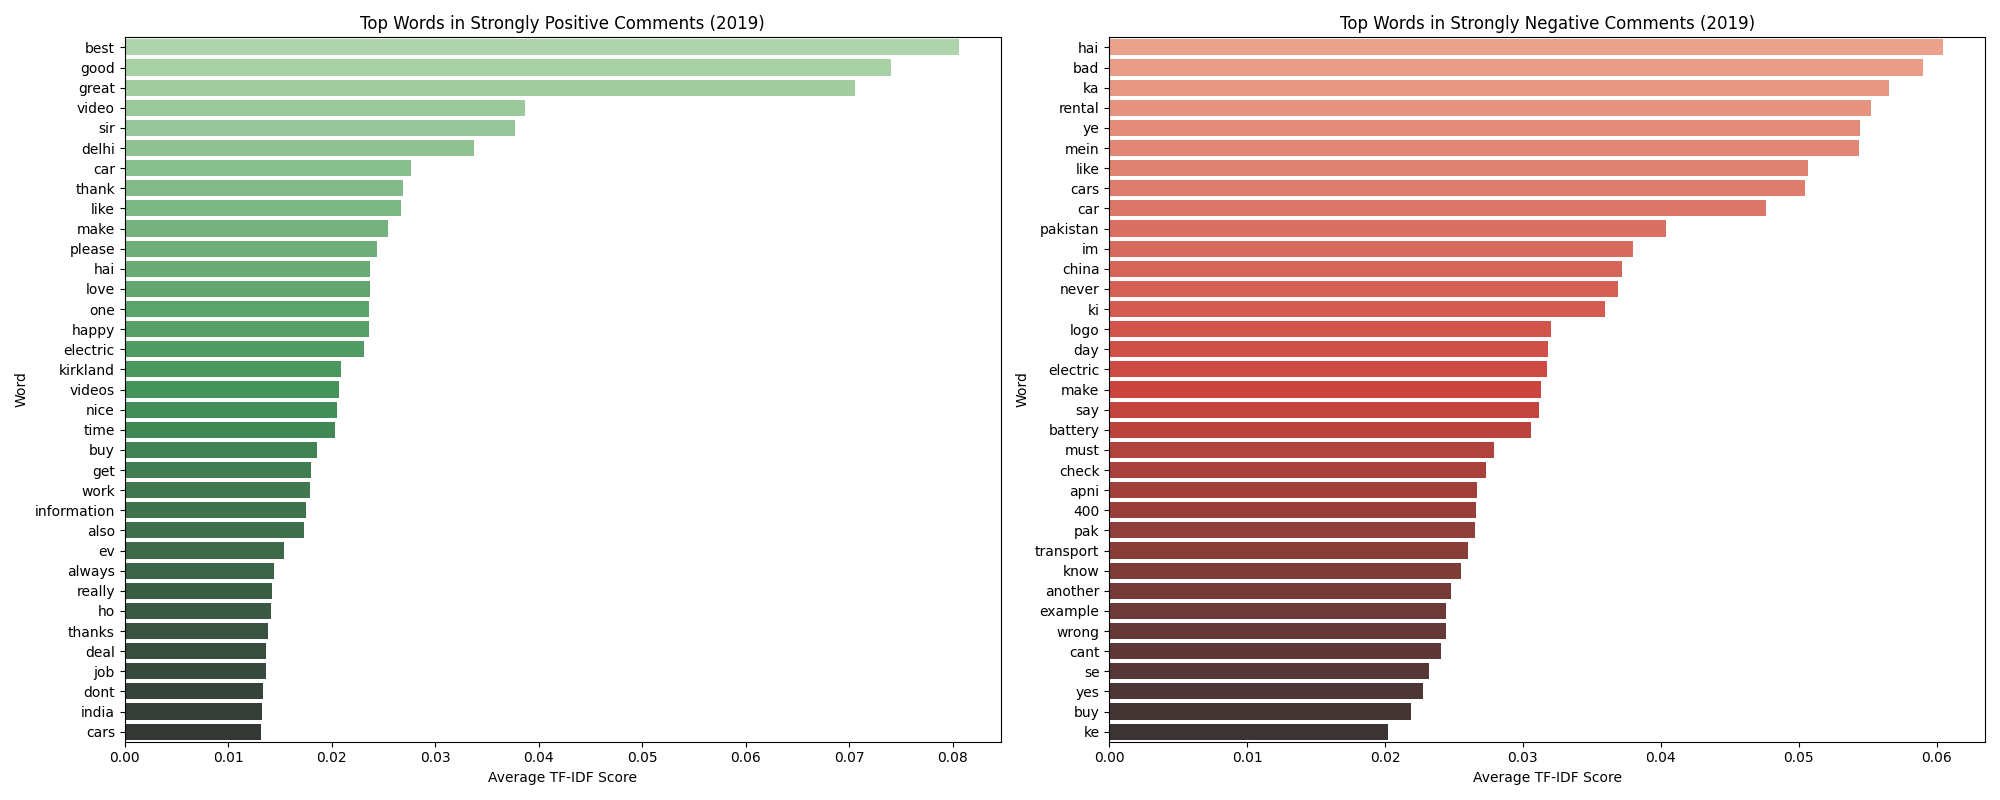 Top Words in Strongly Positive Comments (2019)
Word
best
good
great
video
sir
delhi
car
thank
like
make
please
hai
love
one
happy
electric
kirkland
videos
nice
time
buy
get
work
information
also
ev
always
really
ho
thanks
deal
job
dont
india
cars
0.00 0.01 0.02 0.03 0.04 0.05 0.06 0.07 0.08
Average TF-IDF Score
Top Words in Strongly Negative Comments (2019)
Word
hai
bad
ka
rental
ye
mein
like
cars
car
pakistan
im
china
never
ki
logo
day
electric
make
say
battery
must
check
apni
400
pak
transport
know
another
example
wrong
cant
se
yes
buy
ke
0.00 0.01 0.02 0.03 0.04 0.05 0.06
Average TF-IDF Score